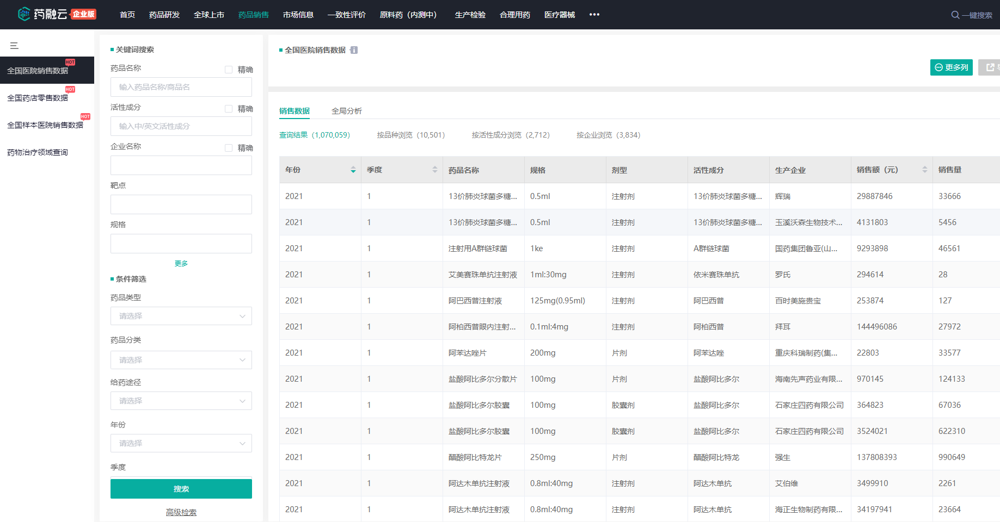 药融云 企业版 首页 药品研发 全球上市 药品销售 市场信息 一致性评价 原料药（内测中） 生产检验 合理用药 医疗器械 ••• 一键搜索
全国医院销售数据 HOT
全国药店零售数据 HOT
全国样本医院销售数据 HOT
药物治疗领域查询
关键词搜索
药品名称 精确
输入药品名称/商品名
活性成分 精确
输入中/英文活性成分
企业名称 精确
靶点
规格
更多
条件筛选
药品类型
请选择
药品分类
请选择
给药途径
请选择
年份
请选择
季度
搜索
高级检索
全国医院销售数据 i
更多列
销售数据 全局分析
查询结果（1,070,059） 按品种浏览（10,501） 按活性成分浏览（2,712） 按企业浏览（3,834）
年份 季度 药品名称 规格 剂型 活性成分 生产企业 销售额（元） 销售量
2021 1 13价肺炎球菌多糖... 0.5ml 注射剂 13价肺炎球菌多糖... 辉瑞 29887846 33666
2021 1 13价肺炎球菌多糖... 0.5ml 注射剂 13价肺炎球菌多糖... 玉溪沃森生物技术... 4131803 5456
2021 1 注射用A群链球菌 1ke 注射剂 A群链球菌 国药集团鲁亚(山... 9293898 46561
2021 1 艾美赛珠单抗注射液 1ml:30mg 注射剂 依米赛珠单抗 罗氏 294614 28
2021 1 阿巴西普注射液 125mg(0.95ml) 注射剂 阿巴西普 百时美施贵宝 253874 127
2021 1 阿柏西普眼内注射... 0.1ml:4mg 注射剂 阿柏西普 拜耳 144496086 27972
2021 1 阿苯达唑片 200mg 片剂 阿苯达唑 重庆科瑞制药(集... 22803 33577
2021 1 盐酸阿比多尔分散片 100mg 片剂 盐酸阿比多尔 海南先声药业有限... 970145 124133
2021 1 盐酸阿比多尔胶囊 100mg 胶囊剂 盐酸阿比多尔 石家庄四药有限公司 364823 67036
2021 1 盐酸阿比多尔胶囊 100mg 胶囊剂 盐酸阿比多尔 石家庄四药有限公司 3524021 622310
2021 1 醋酸阿比特龙片 250mg 片剂 醋酸阿比特龙 强生 137808393 990649
2021 1 阿达木单抗注射液 0.8ml:40mg 注射剂 阿达木单抗 艾伯维 3499910 2261
2021 1 阿达木单抗注射液 0.8ml:40mg 注射剂 阿达木单抗 海正生物制药有限... 34197941 23664